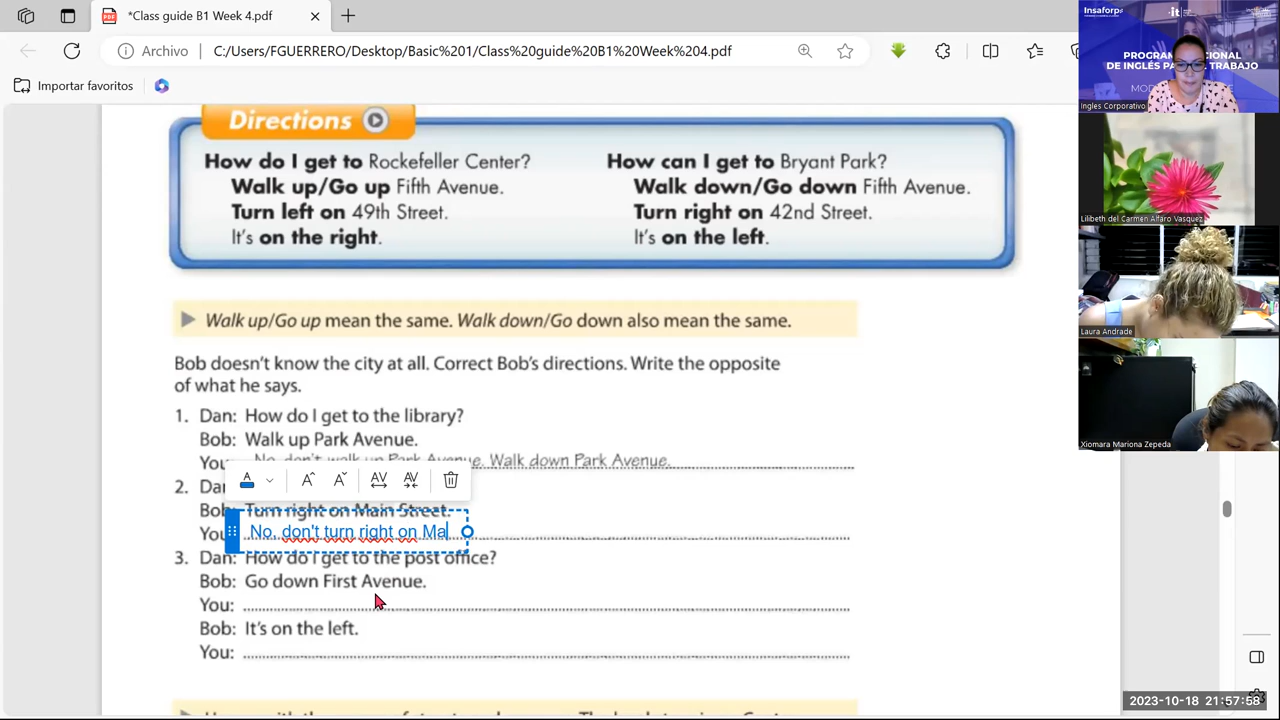 *Class guide B1 Week 4.pdf
Archivo
C:/Users/FGUERRERO/Desktop/Basic%201/Class%20guide%20B1%20Week%204.pdf
Importar favoritos
Directions
How do I get to Rockefeller Center?
Walk up/Go up Fifth Avenue.
Turn left on 49th Street.
It's on the right.
How can I get to Bryant Park?
Walk down/Go down Fifth Avenue.
Turn right on 42nd Street.
It's on the left.
Walk up/Go up mean the same. Walk down/Go down also mean the same.
Bob doesn't know the city at all. Correct Bob's directions. Write the opposite
of what he says.
1. Dan: How do I get to the library?
Bob: Walk up Park Avenue.
You: No, don't walk up Park Avenue. Walk down Park Avenue.
2. Dan
Bob: Turn right on Main Street.
You: No, don't turn right on Ma
3. Dan: How do I get to the post office?
Bob: Go down First Avenue.
You:
Bob: It's on the left.
You:
Insaforp
PROGRAMA
DE INGLÉS PA TRABAJO
Ingles Corporativo
Lilibeth del Carmen Alfaro Vasquez
Laura Andrade
Xiomara Mariona Zepeda
2023-10-18 21:57:58